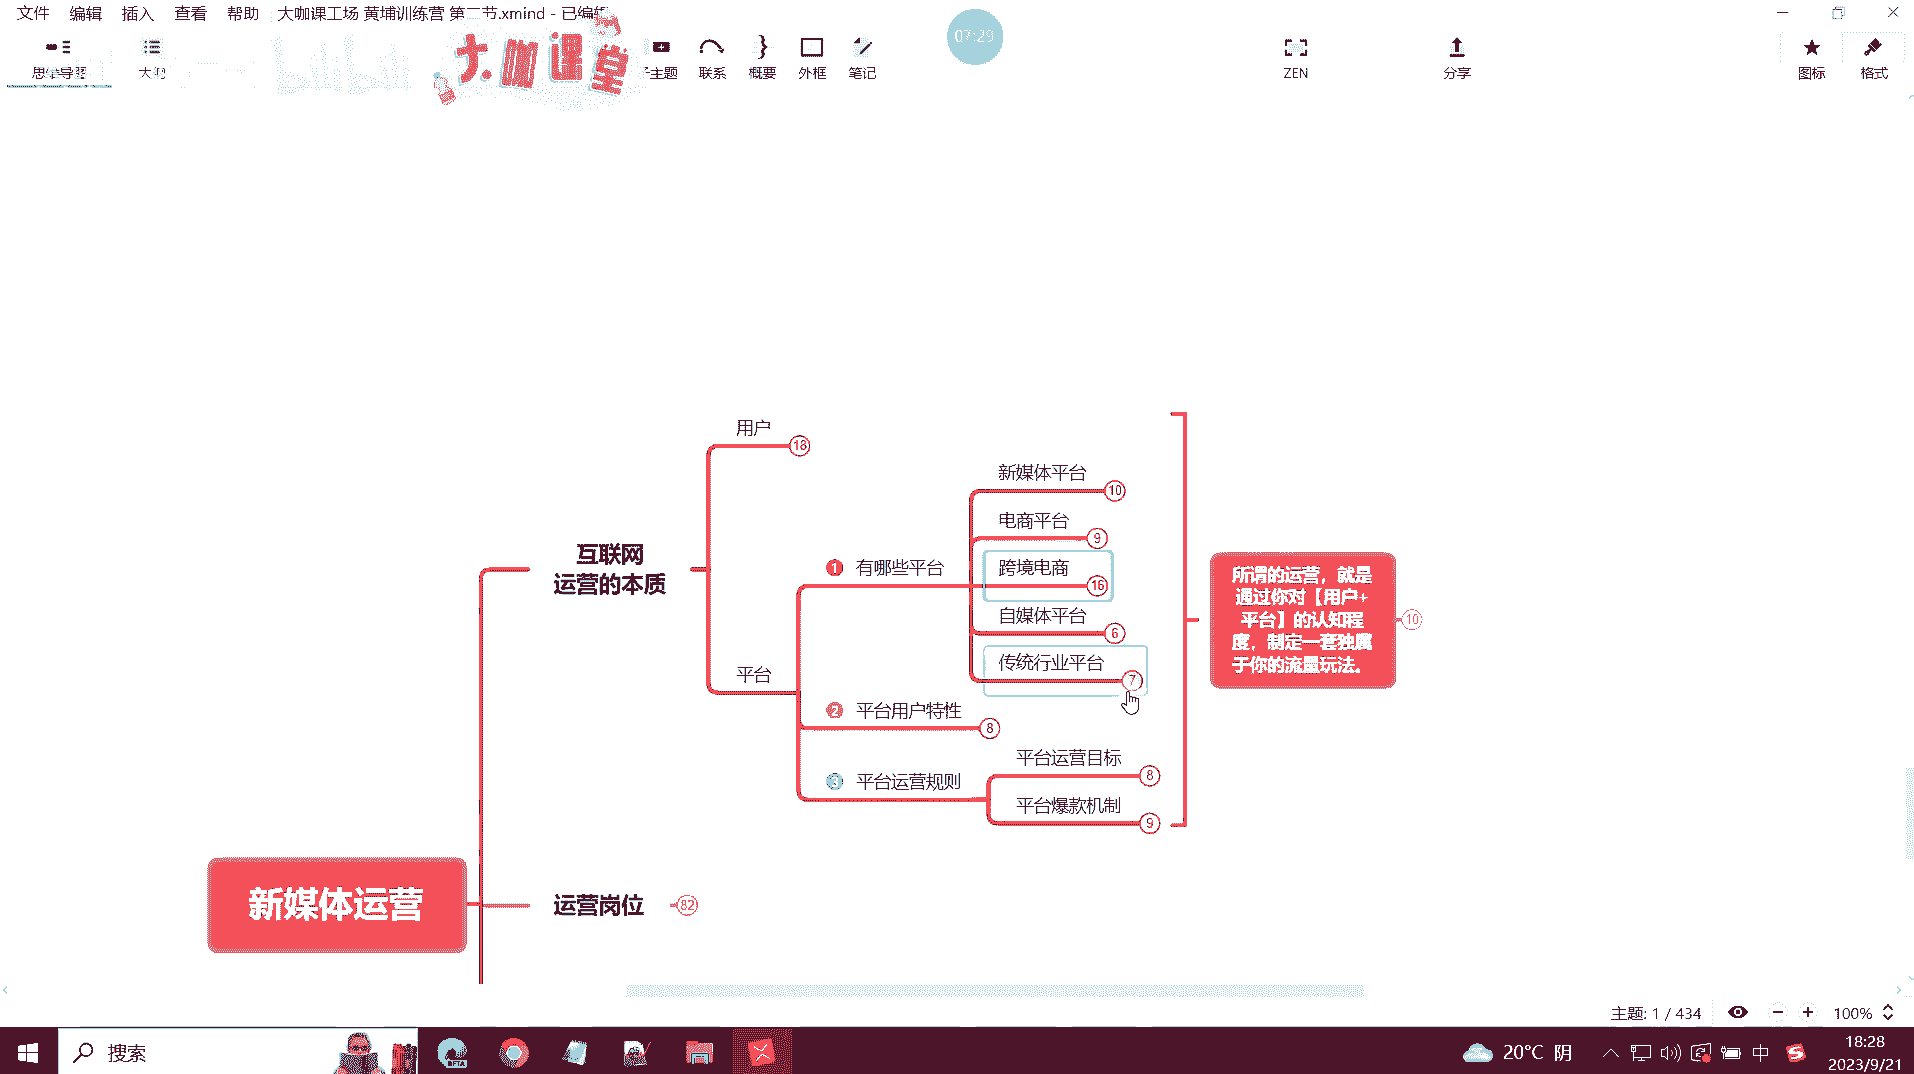 文件 编辑 插入 查看 帮助 大咖课工场 黄埔训练营 第二节.xmind - 已编辑
07:29
大咖课堂
思维导图 大纲 子主题 联系 概要 外框 笔记 ZEN 分享 图标 格式
用户
18
新媒体平台
10
电商平台
9
互联网
运营的本质
1 有哪些平台
跨境电商
16
自媒体平台
6
传统行业平台
7
所谓的运营，就是
通过你对【用户+
平台】的认知程
度，制定一套独属
于你的流量玩法。
10
平台
2 平台用户特性
8
平台运营目标
8
3 平台运营规则
平台爆款机制
9
新媒体运营
运营岗位
82
主题: 1 / 434 100%
搜索
BETA
20°C 阴
中
18:28
2023/9/21